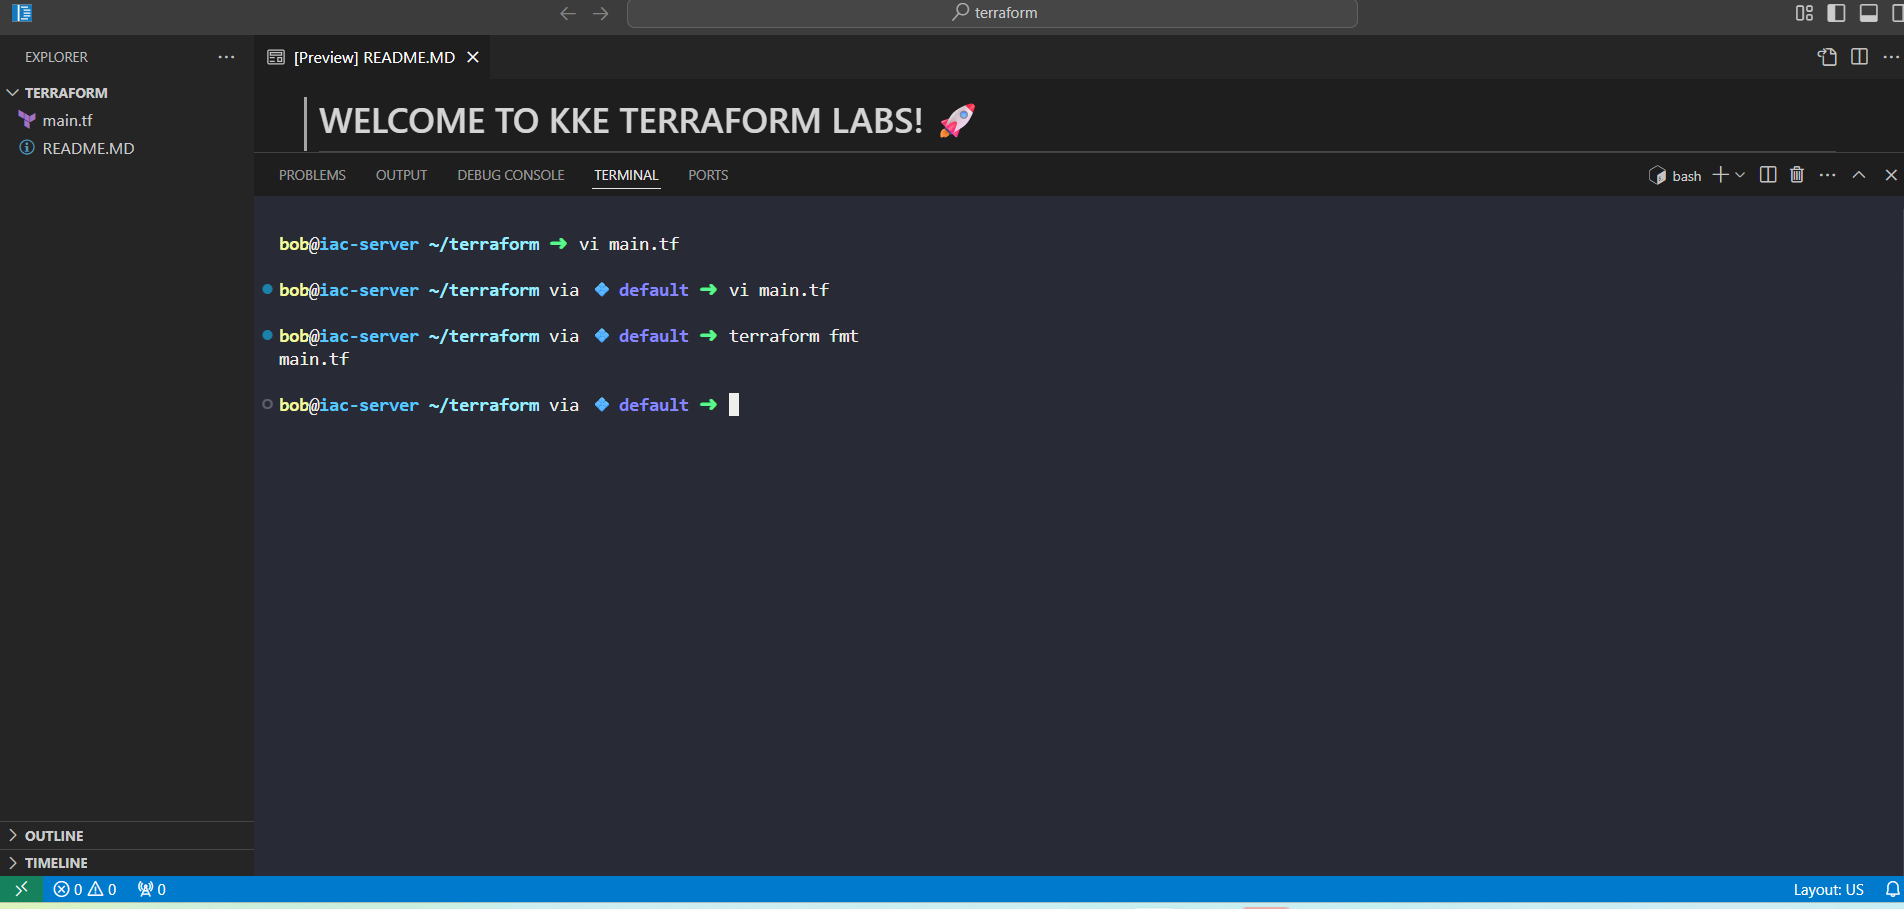 terraform
EXPLORER
[Preview] README.MD
TERRAFORM
main.tf
README.MD
WELCOME TO KKE TERRAFORM LABS! 🚀
PROBLEMS OUTPUT DEBUG CONSOLE TERMINAL PORTS
bash
bob@iac-server ~/terraform ➜ vi main.tf
bob@iac-server ~/terraform via 💠 default ➜ vi main.tf
bob@iac-server ~/terraform via 💠 default ➜ terraform fmt
main.tf
bob@iac-server ~/terraform via 💠 default ➜
OUTLINE
TIMELINE
0 0 0
Layout: US